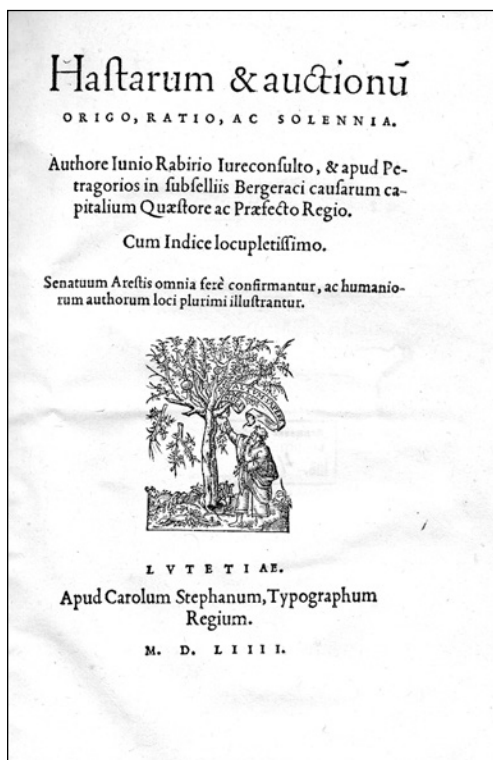 Haſtarum & auctionũ
ORIGO, RATIO, AC SOLENNIA.
Authore Iunio Rabirio Iureconſulto, & apud Pe-
tragorios in ſubſelliis Bergeraci cauſarum ca-
pitalium Quæſtore ac Præfecto Regio.
Cum Indice locupletiſſimo.
Senatuum Areſtis omnia ferè confirmantur, ac humanio-
rum authorum loci plurimi illuſtrantur.
LVTETIAE.
Apud Carolum Stephanum, Typographum
Regium.
M. D. LIIII.